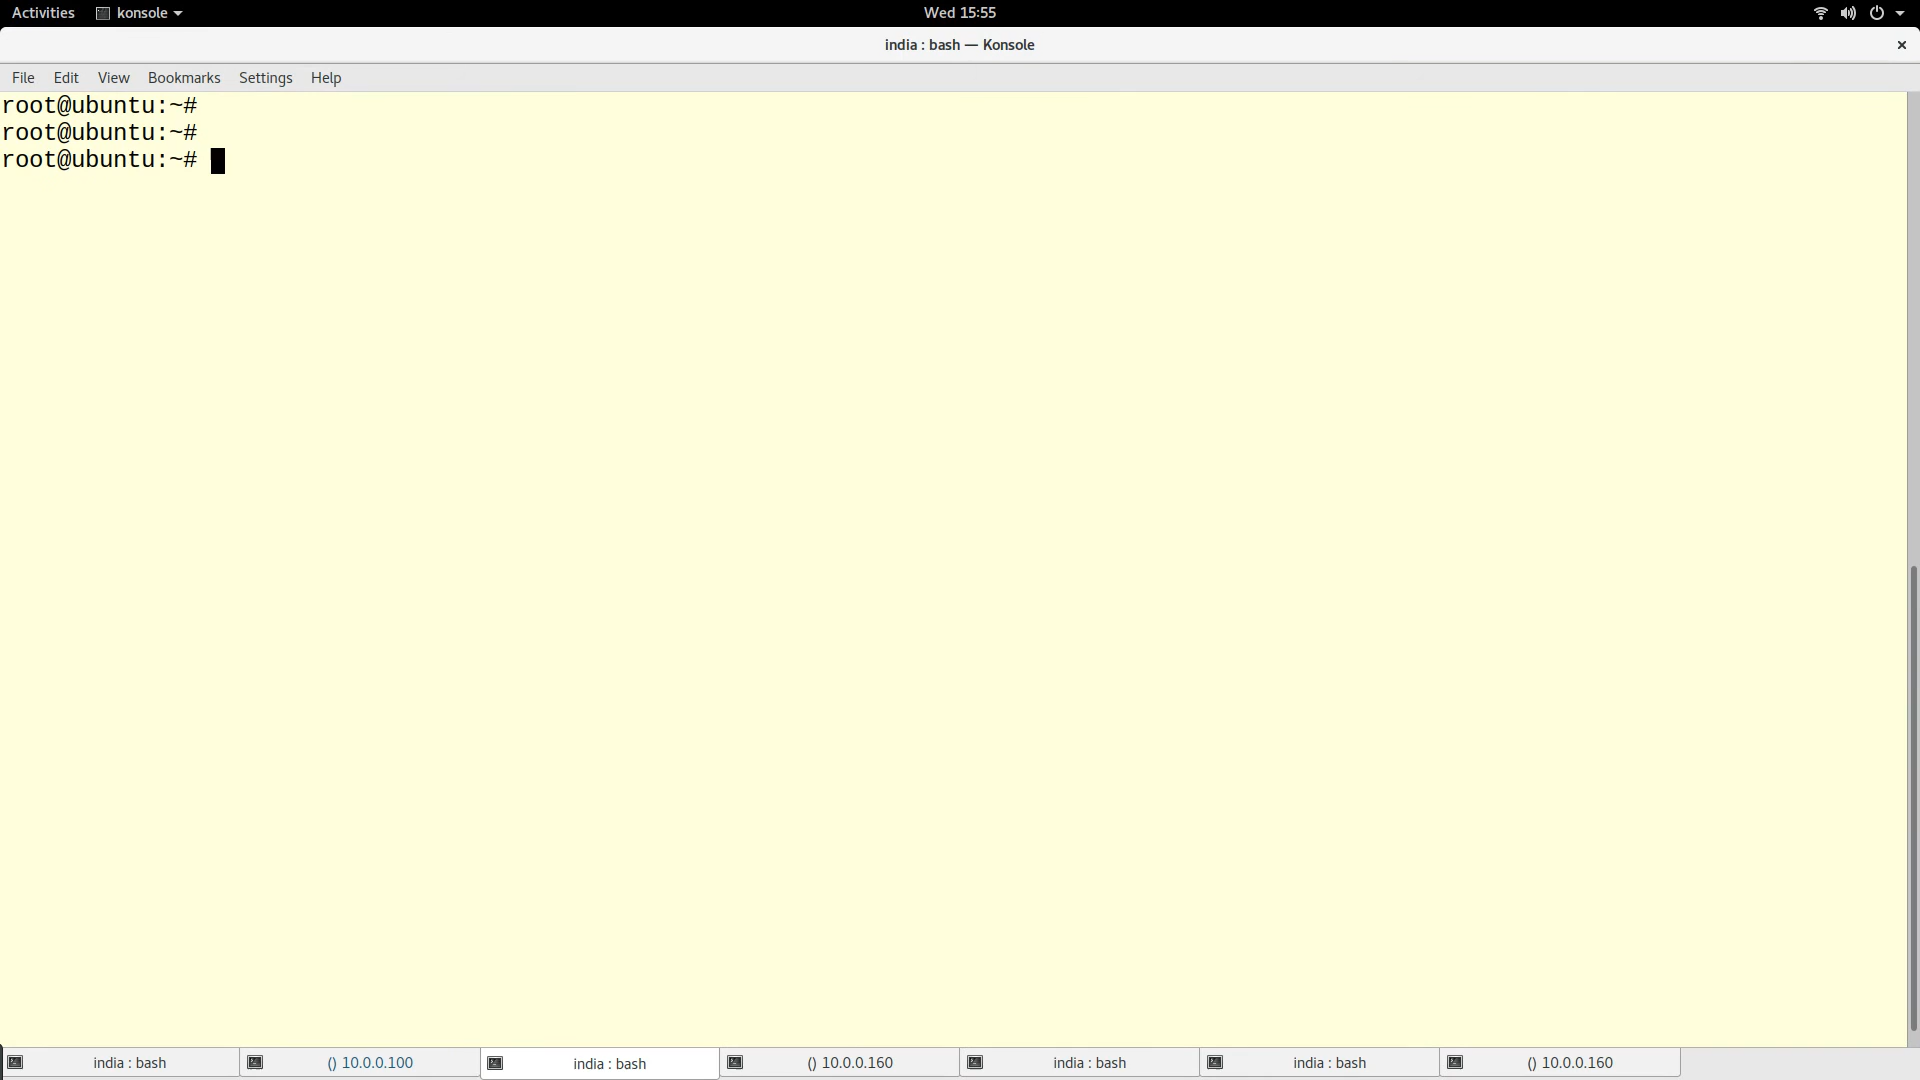 Activities konsole Wed 15:55
india : bash — Konsole
File Edit View Bookmarks Settings Help
root@ubuntu:~#
root@ubuntu:~#
root@ubuntu:~#
india : bash () 10.0.0.100 india : bash () 10.0.0.160 india : bash india : bash () 10.0.0.160